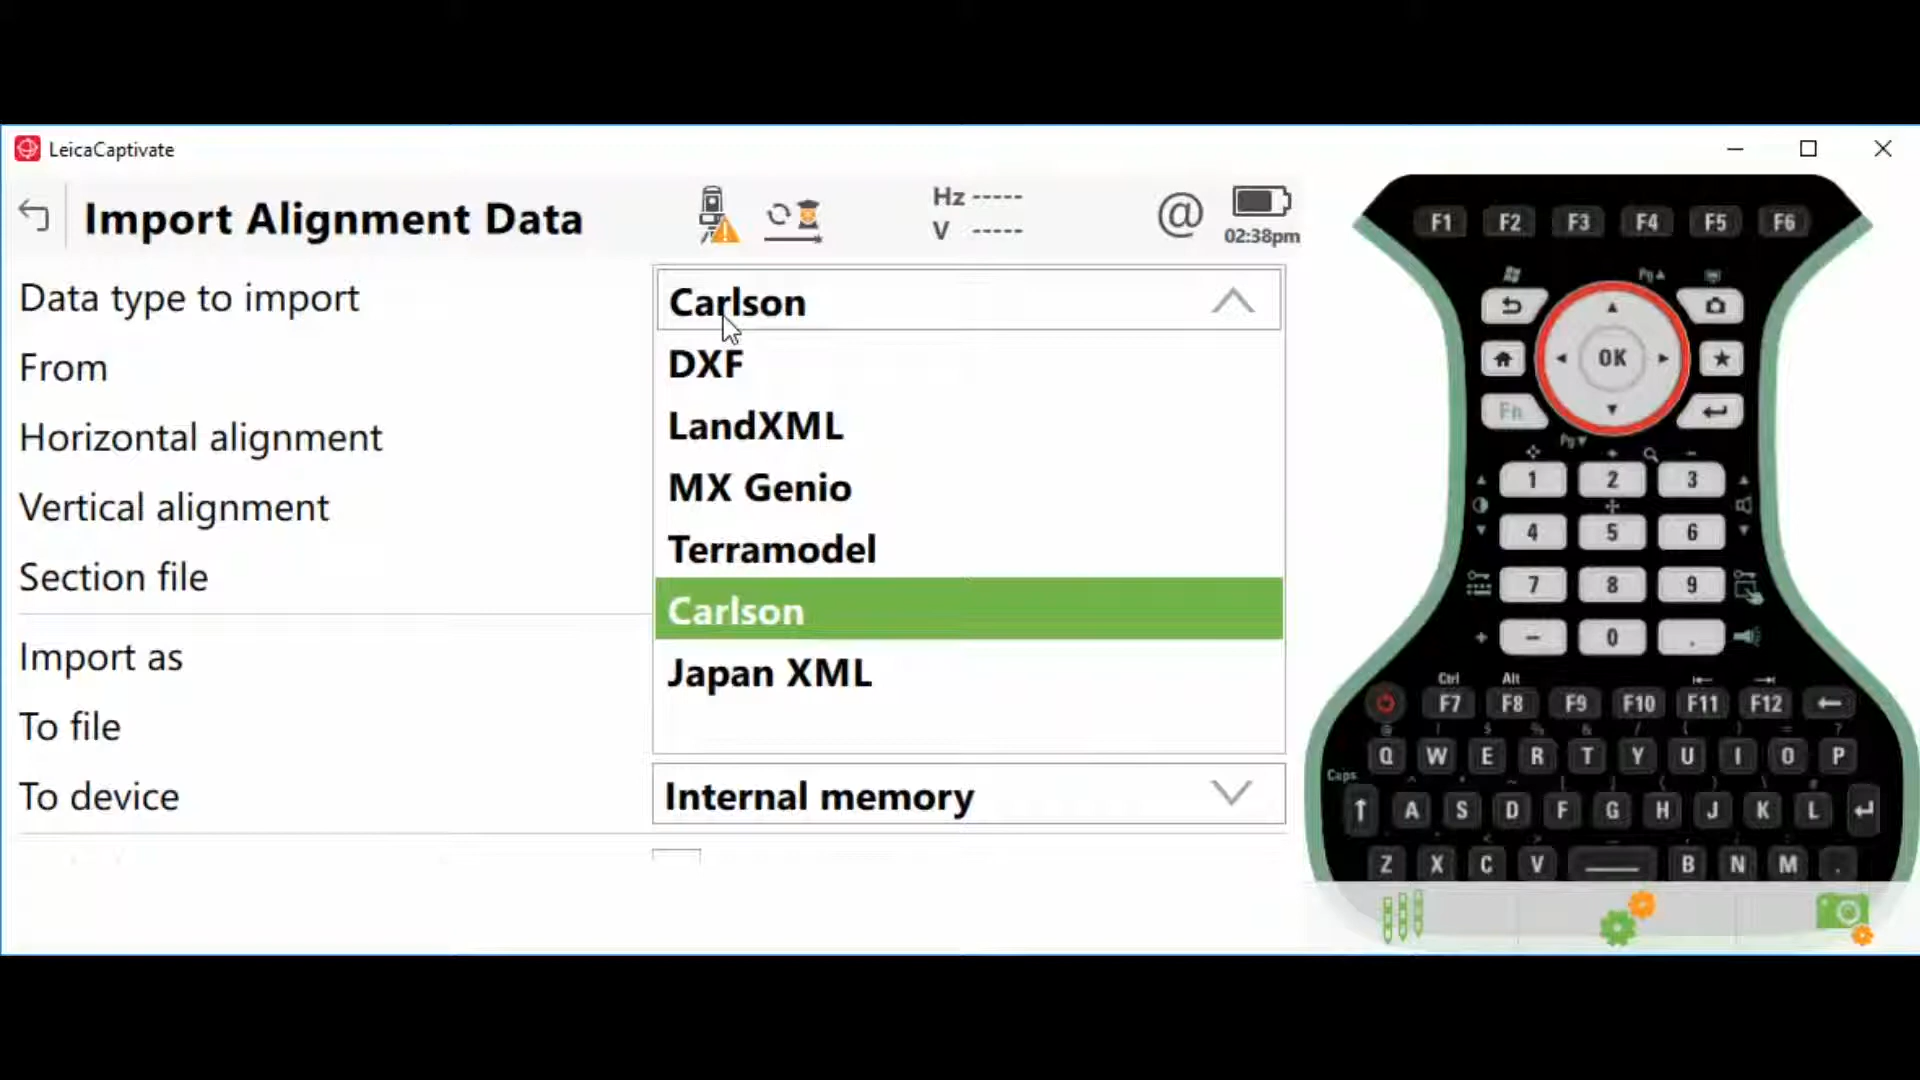 LeicaCaptivate
Import Alignment Data
Hz -----
V -----
@
02:38pm
Data type to import
Carlson
From
DXF
LandXML
Horizontal alignment
MX Genio
Vertical alignment
Terramodel
Section file
Carlson
Import as
Japan XML
To file
To device
Internal memory
F1 F2 F3 F4 F5 F6
Pg
OK
Fn
Pg
1 2 3
4 5 6
7 8 9
- 0 .
Ctrl Alt
F7 F8 F9 F10 F11 F12
Q W E R T Y U I O P
Caps
A S D F G H J K L
Z X C V B N M .